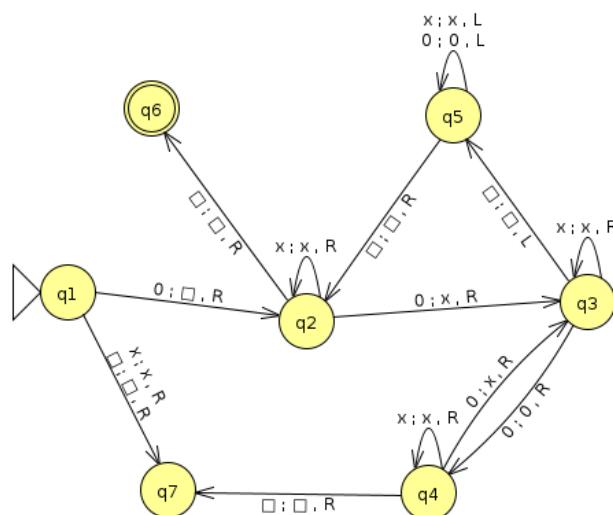 x ; x , L
0 ; 0 , L
q6
q5
□ ; □ , R
□ ; □ , R
□ ; □ , L
x ; x , R
x ; x , R
q1
0 ; □ , R
q2
0 ; x , R
q3
x ; x , R
□ ; □ , R
0 ; x , R
0 ; 0 , R
x ; x , R
q7
□ ; □ , R
q4